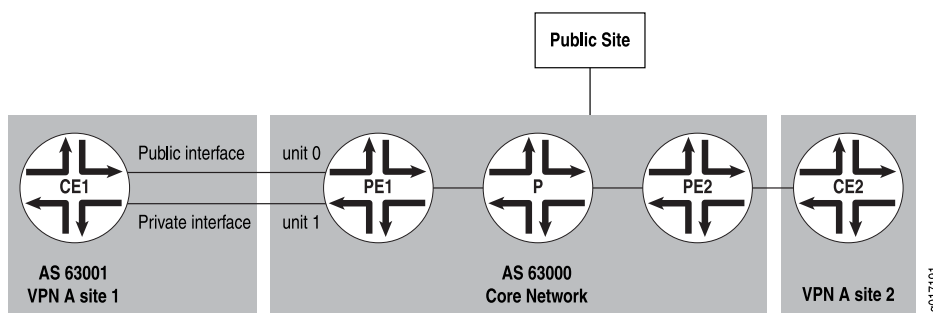 Public Site
Public interface
unit 0
CE1
PE1
P
PE2
CE2
Private interface
unit 1
AS 63001
VPN A site 1
AS 63000
Core Network
VPN A site 2
g017101